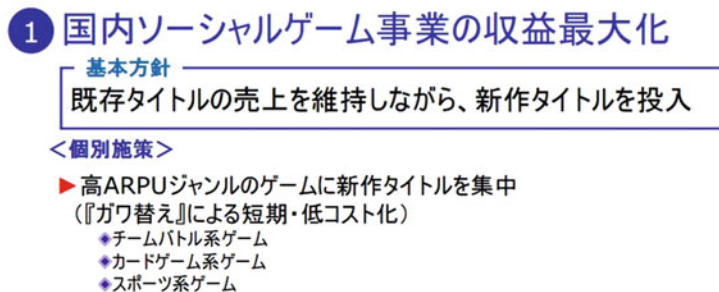 1 国内ソーシャルゲーム事業の収益最大化
基本方針
既存タイトルの売上を維持しながら、新作タイトルを投入
＜個別施策＞
▶高ARPUジャンルのゲームに新作タイトルを集中
（『ガワ替え』による短期・低コスト化）
◆チームバトル系ゲーム
◆カードゲーム系ゲーム
◆スポーツ系ゲーム